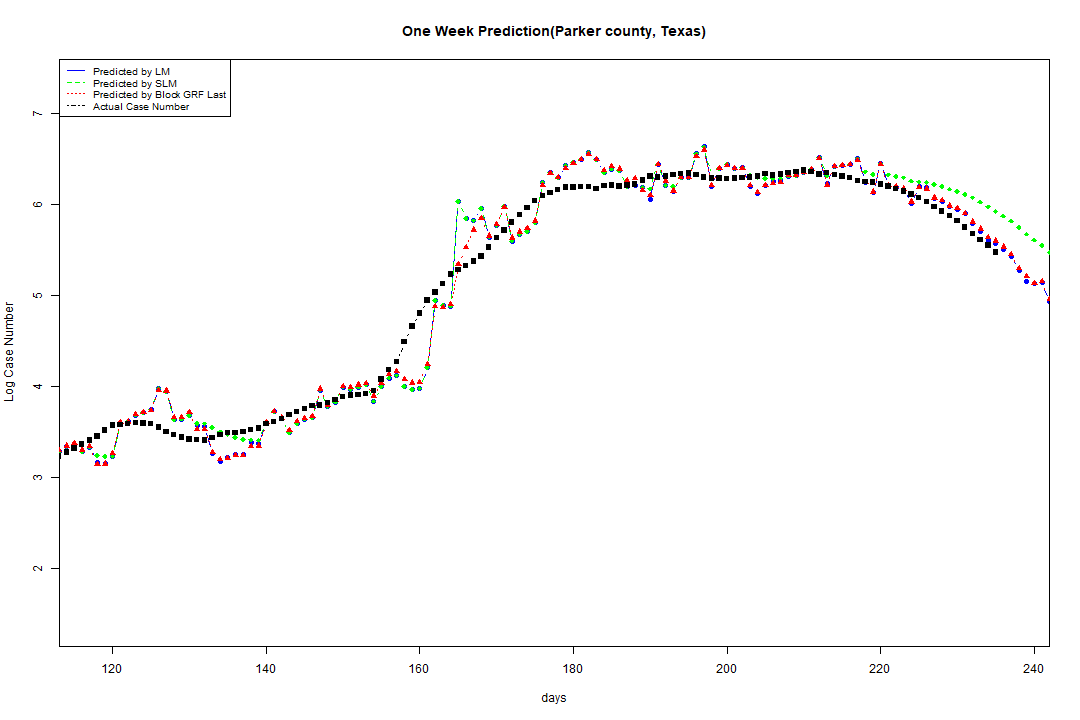 One Week Prediction(Parker county, Texas)
Predicted by LM
Predicted by SLM
Predicted by Block GRF Last
Actual Case Number
7
6
5
4
3
2
Log Case Number
120 140 160 180 200 220 240
days